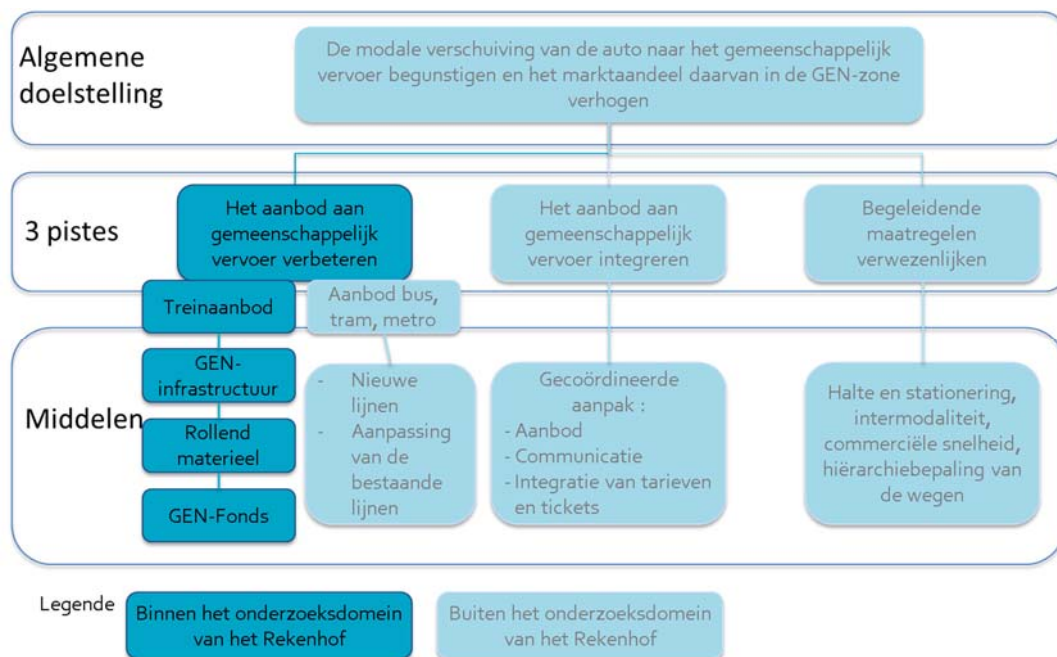 Algemene
doelstelling
De modale verschuiving van de auto naar het gemeenschappelijk
vervoer begunstigen en het marktaandeel daarvan in de GEN-zone
verhogen
3 pistes
Het aanbod aan
gemeenschappelijk
vervoer verbeteren
Het aanbod aan
gemeenschappelijk
vervoer integreren
Begeleidende
maatregelen
verwezenlijken
Treinaanbod
Aanbod bus,
tram, metro
Middelen
GEN-
infrastructuur
Rollend
materieel
GEN-Fonds
- Nieuwe
lijnen
- Aanpassing
van de
bestaande
lijnen
Gecoördineerde
aanpak :
- Aanbod
- Communicatie
- Integratie van tarieven
en tickets
Halte en stationering,
intermodaliteit,
commerciële snelheid,
hiërarchiebepaling van
de wegen
Legende
Binnen het onderzoeksdomein
van het Rekenhof
Buiten het onderzoeksdomein
van het Rekenhof